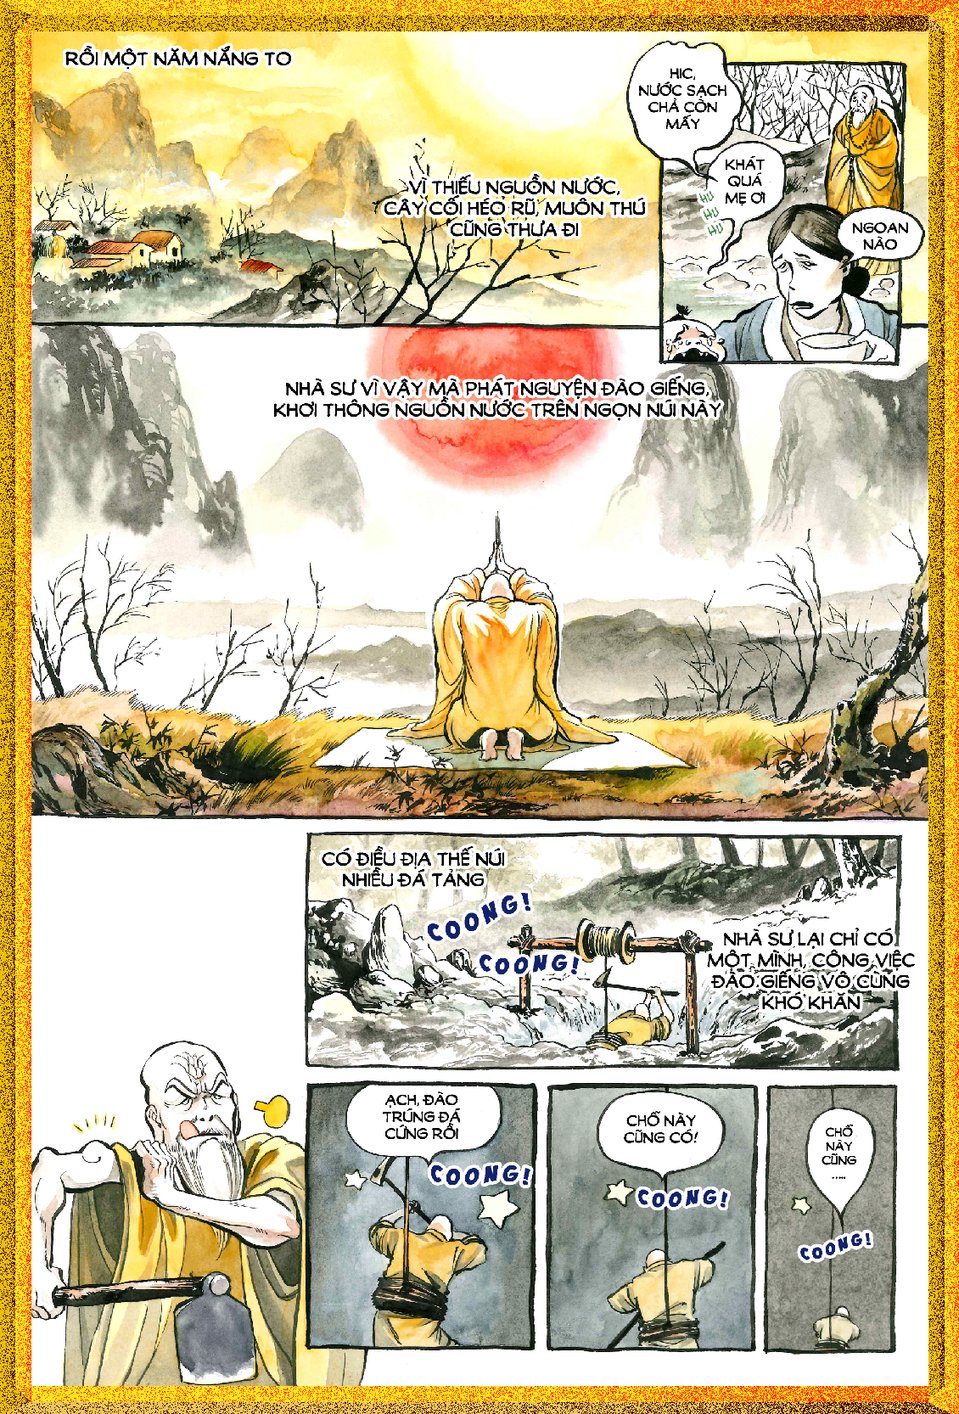 RỒI MỘT NĂM NẮNG TO
HIC,
NƯỚC SẠCH
CHẢ CÒN
MẤY
KHÁT
QUÁ
MẸ ƠI
HU
HU
HU
NGOAN
NÀO
VÌ THIẾU NGUỒN NƯỚC,
CÂY CỐI HÉO RŨ, MUÔN THÚ
CŨNG THƯA ĐI
NHÀ SƯ VÌ VẬY MÀ PHÁT NGUYỆN ĐÀO GIẾNG,
KHƠI THÔNG NGUỒN NƯỚC TRÊN NGỌN NÚI NÀY
CÓ ĐIỀU ĐỊA THẾ NÚI
NHIỀU ĐÁ TẢNG
COONG!
COONG!
NHÀ SƯ LẠI CHỈ CÓ
MỘT MÌNH, CÔNG VIỆC
ĐÀO GIẾNG VÔ CÙNG
KHÓ KHĂN
ẠCH, ĐÀO
TRÚNG ĐÁ
CỨNG RỒI
COONG!
CHỖ NÀY
CŨNG CÓ!
COONG!
CHỖ
NÀY
CŨNG
.....
COONG!